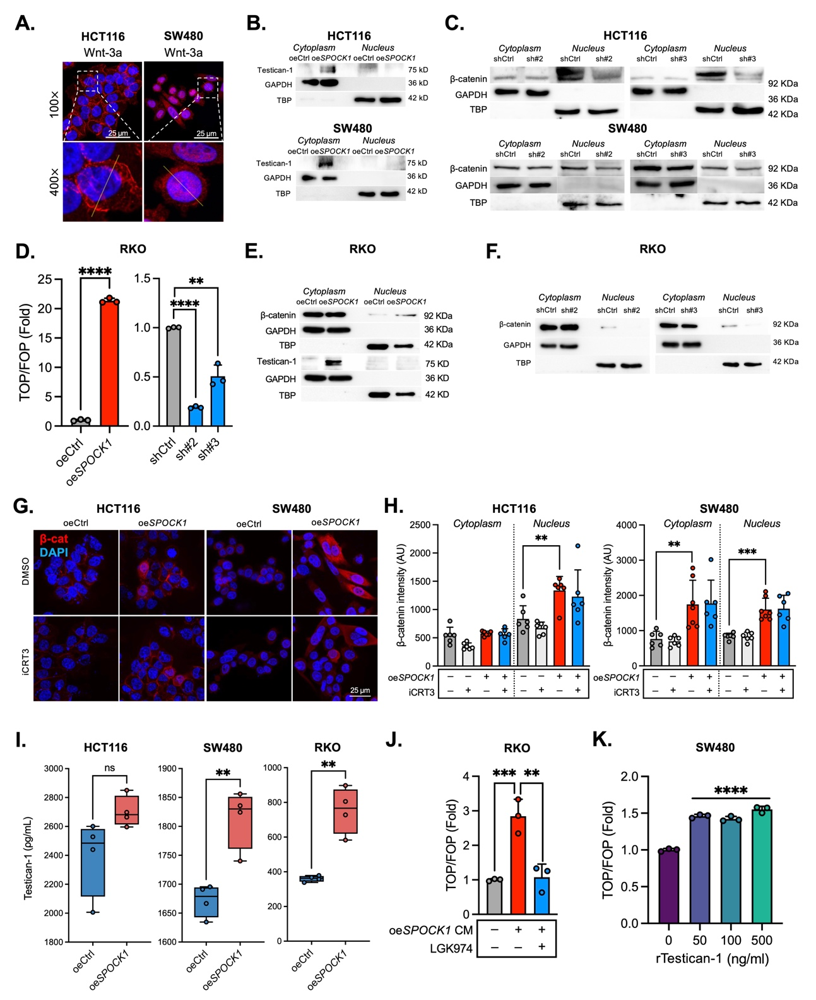 A.
HCT116 SW480
Wnt-3a Wnt-3a
1000×
25 µm 25 µm
400×
B.
HCT116
Cytoplasm Nucleus
oeCtrl oeSPOCK1 oeCtrl oeSPOCK1
Testican-1 75 kD
GAPDH 36 kD
TBP 42 kD
SW480
Cytoplasm Nucleus
oeCtrl oeSPOCK1 oeCtrl oeSPOCK1
Testican-1 75 kD
GAPDH 36 kD
TBP 42 kD
C.
HCT116
Cytoplasm Nucleus Cytoplasm Nucleus
shCtrl sh#2 shCtrl sh#2 shCtrl sh#3 shCtrl sh#3
β-catenin 92 KDa
GAPDH 36 KDa
TBP 42 KDa
SW480
Cytoplasm Nucleus Cytoplasm Nucleus
shCtrl sh#2 shCtrl sh#2 shCtrl sh#3 shCtrl sh#3
β-catenin 92 KDa
GAPDH 36 KDa
TBP 42 KDa
D.
RKO
TOP/FOP (Fold)
25
20
15
10
5
0
****
oeCtrl
oeSPOCK1
1.5
1.0
0.5
0.0
**
****
shCtrl
sh#2
sh#3
E.
RKO
Cytoplasm Nucleus
oeCtrl oeSPOCK1 oeCtrl oeSPOCK1
β-catenin 92 KDa
GAPDH 36 KDa
TBP 42 KDa
Testican-1 75 KD
GAPDH 36 KD
TBP 42 KD
F.
RKO
Cytoplasm Nucleus Cytoplasm Nucleus
shCtrl sh#2 shCtrl sh#2 shCtrl sh#3 shCtrl sh#3
β-catenin 92 KDa
GAPDH 36 KDa
TBP 42 KDa
G.
HCT116 SW480
oeCtrl oeSPOCK1 oeCtrl oeSPOCK1
β-cat
DAPI
DMSO
iCRT3
25 µm
H.
HCT116
Cytoplasm Nucleus
β-catenin intensity (AU)
2500
2000
1500
1000
500
0
**
oeSPOCK1 – – + + – – + +
iCRT3 – + – + – + – +
SW480
Cytoplasm Nucleus
β-catenin intensity (AU)
4000
3000
2000
1000
0
**
***
oeSPOCK1 – – + + – – + +
iCRT3 – + – + – + – +
I.
HCT116
Testican-1 (pg/mL)
3000
2800
2600
2400
2200
2000
1800
ns
oeCtrl
oeSPOCK1
SW480
1900
1850
1800
1750
1700
1650
1600
**
oeCtrl
oeSPOCK1
RKO
1000
800
600
400
200
0
**
oeCtrl
oeSPOCK1
J.
RKO
TOP/FOP (Fold)
4
3
2
1
0
*** **
oeSPOCK1 CM – + +
LGK974 – – +
K.
SW480
TOP/FOP (Fold)
2.0
1.5
1.0
0.5
0.0
****
0 50 100 500
rTestican-1 (ng/ml)